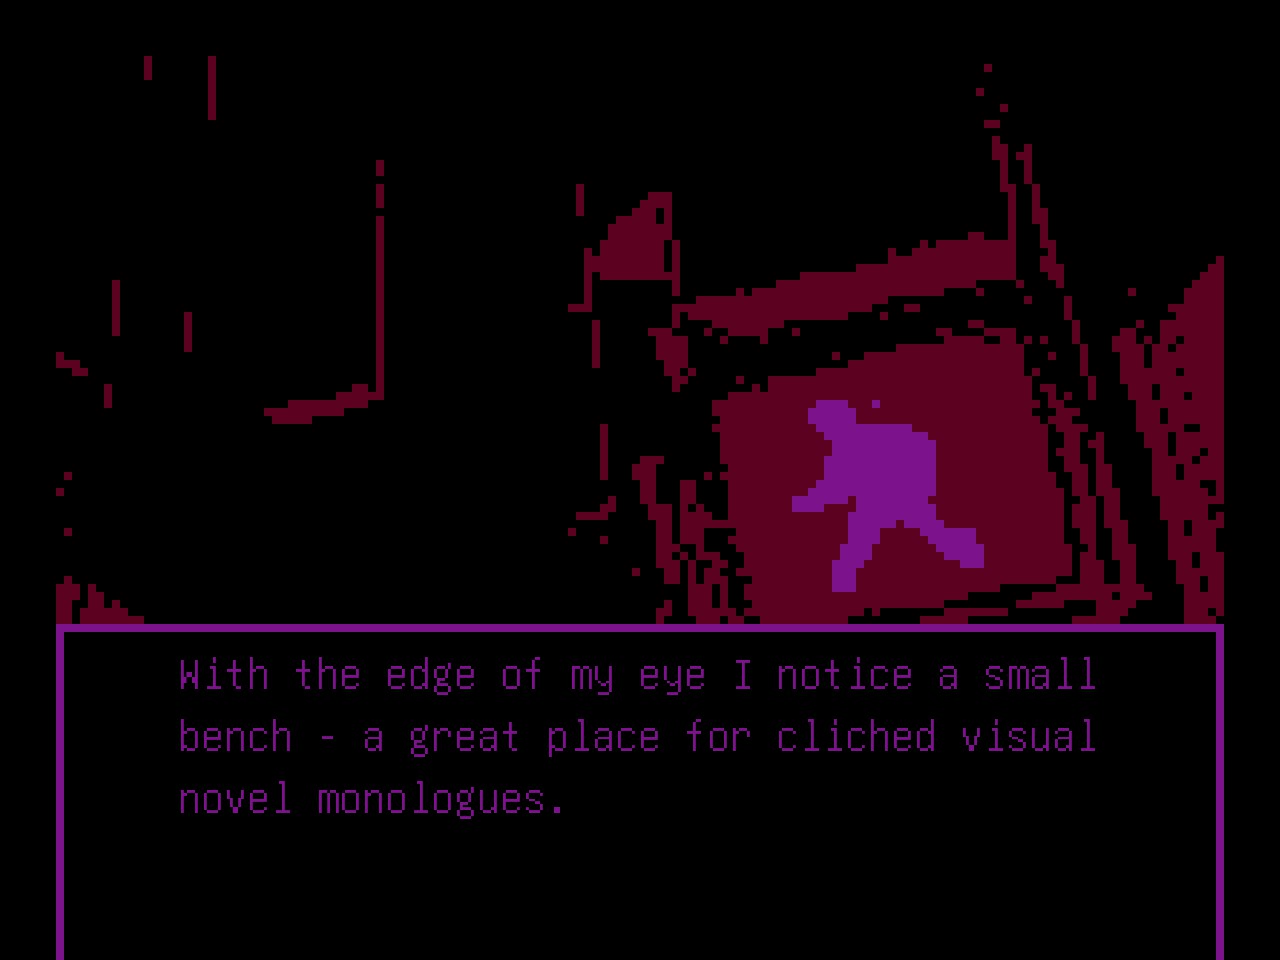 With the edge of my eye I notice a small
bench - a great place for cliched visual
novel monologues.